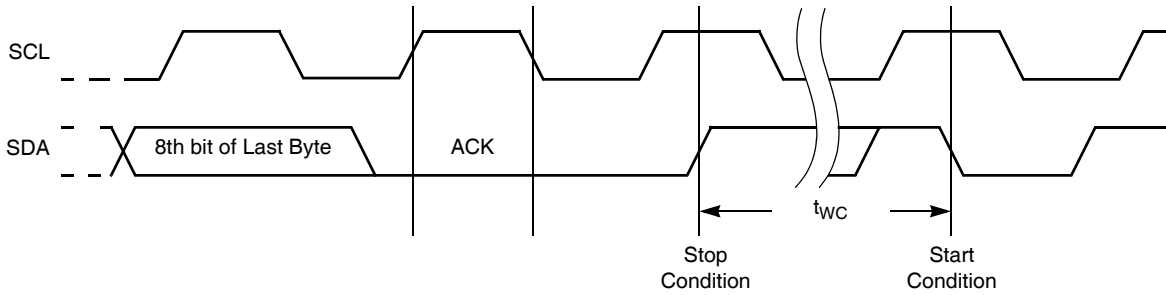 SCL
SDA
8th bit of Last Byte
ACK
tWC
Stop
Condition
Start
Condition